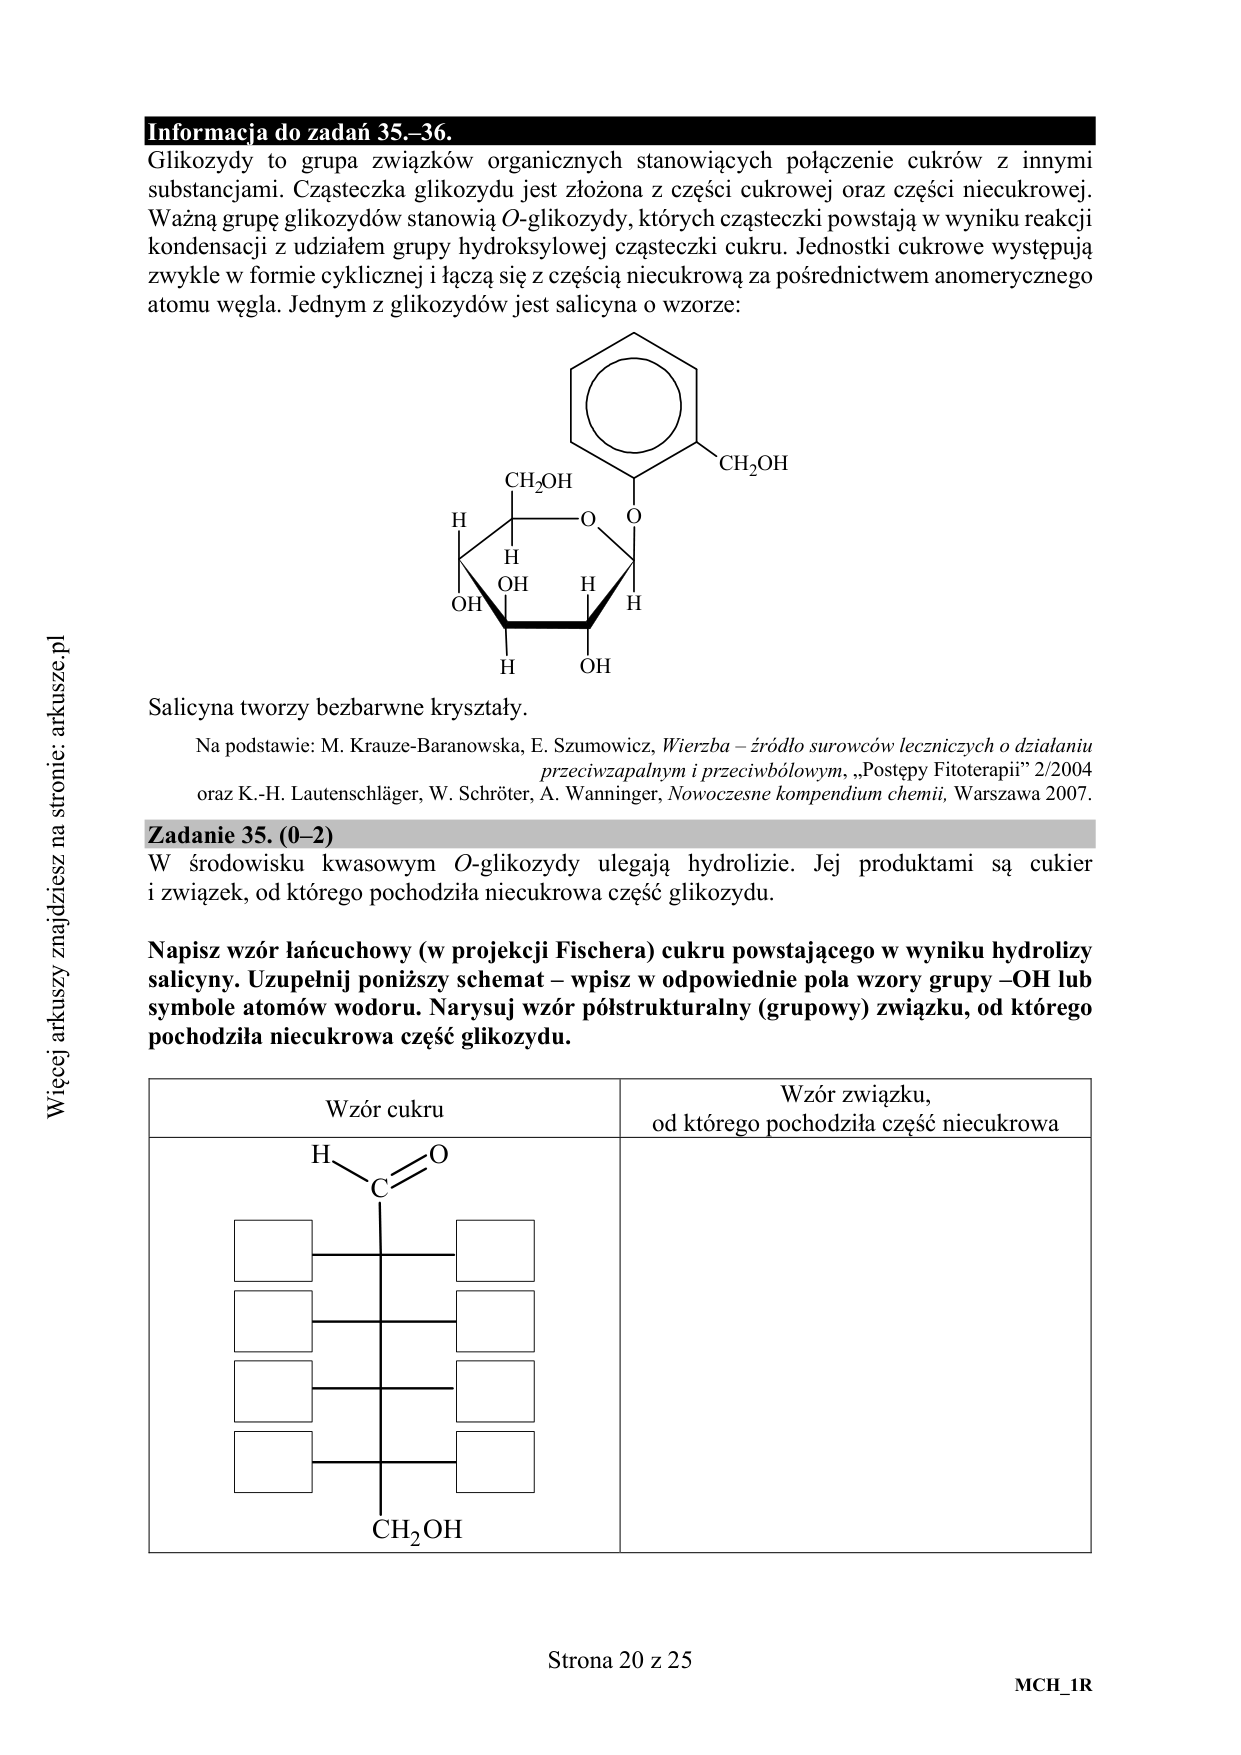 Informacja do zadań 35.–36.
Glikozydy to grupa związków organicznych stanowiących połączenie cukrów z innymi
substancjami. Cząsteczka glikozydu jest złożona z części cukrowej oraz części niecukrowej.
Ważną grupę glikozydów stanowią O-glikozydy, których cząsteczki powstają w wyniku reakcji
kondensacji z udziałem grupy hydroksylowej cząsteczki cukru. Jednostki cukrowe występują
zwykle w formie cyklicznej i łączą się z częścią niecukrową za pośrednictwem anomerycznego
atomu węgla. Jednym z glikozydów jest salicyna o wzorze:
CH2OH
CH2OH
H O O
H
OH H
OH H
H OH
Salicyna tworzy bezbarwne kryształy.
Na podstawie: M. Krauze-Baranowska, E. Szumowicz, Wierzba – źródło surowców leczniczych o działaniu
przeciwzapalnym i przeciwbólowym, „Postępy Fitoterapii” 2/2004
oraz K.-H. Lautenschläger, W. Schröter, A. Wanninger, Nowoczesne kompendium chemii, Warszawa 2007.
Zadanie 35. (0–2)
W środowisku kwasowym O-glikozydy ulegają hydrolizie. Jej produktami są cukier
i związek, od którego pochodziła niecukrowa część glikozydu.
Napisz wzór łańcuchowy (w projekcji Fischera) cukru powstającego w wyniku hydrolizy
salicyny. Uzupełnij poniższy schemat – wpisz w odpowiednie pola wzory grupy –OH lub
symbole atomów wodoru. Narysuj wzór półstrukturalny (grupowy) związku, od którego
pochodziła niecukrowa część glikozydu.
Wzór cukru
Wzór związku,
od którego pochodziła część niecukrowa
H O
C
CH2OH
Strona 20 z 25
MCH_1R
Więcej arkuszy znajdziesz na stronie: arkusze.pl